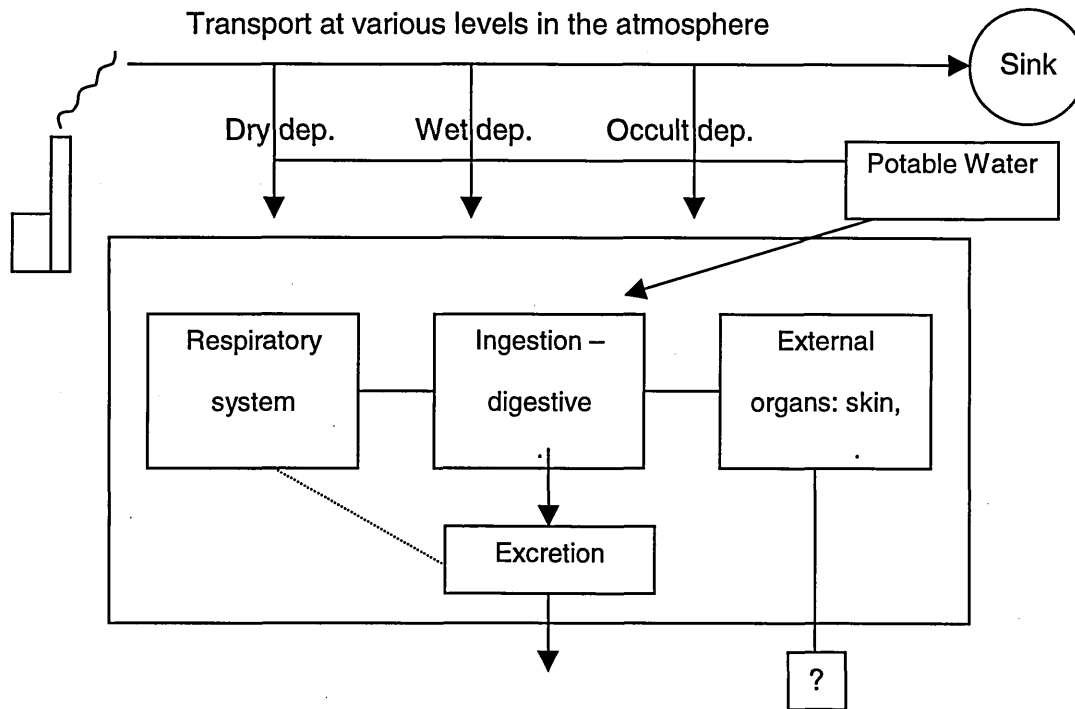 Transport at various levels in the atmosphere
Sink
Dry dep.
Wet dep.
Occult dep.
Potable Water
Respiratory
system
Ingestion –
digestive
External
organs: skin,
Excretion
?